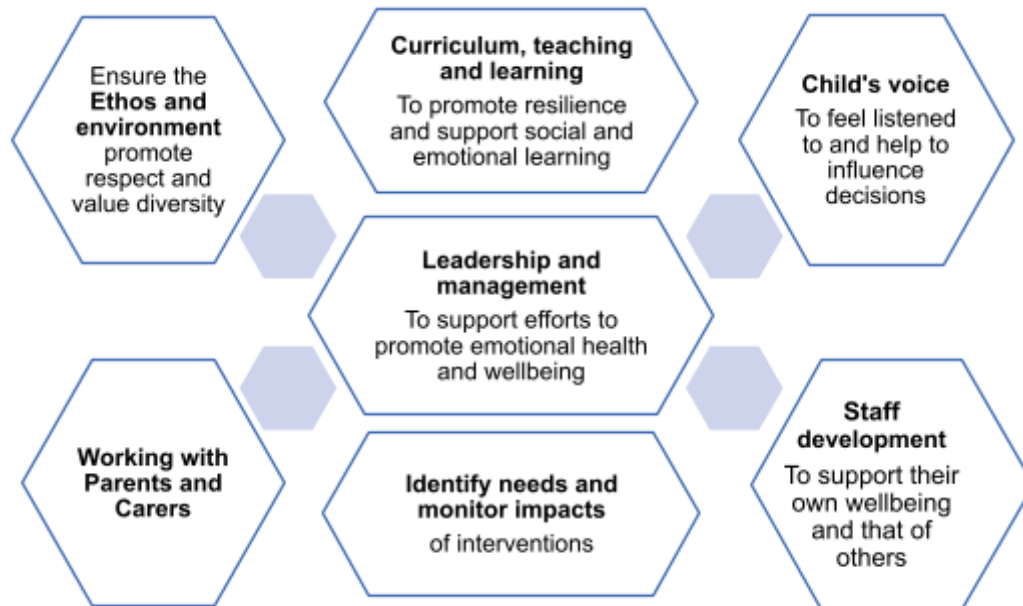 Ensure the
Ethos and
environment
promote
respect and
value diversity
Curriculum, teaching
and learning
To promote resilience
and support social and
emotional learning
Child's voice
To feel listened
to and help to
influence
decisions
Leadership and
management
To support efforts to
promote emotional health
and wellbeing
Working with
Parents and
Carers
Identify needs and
monitor impacts
of interventions
Staff
development
To support their
own wellbeing
and that of
others